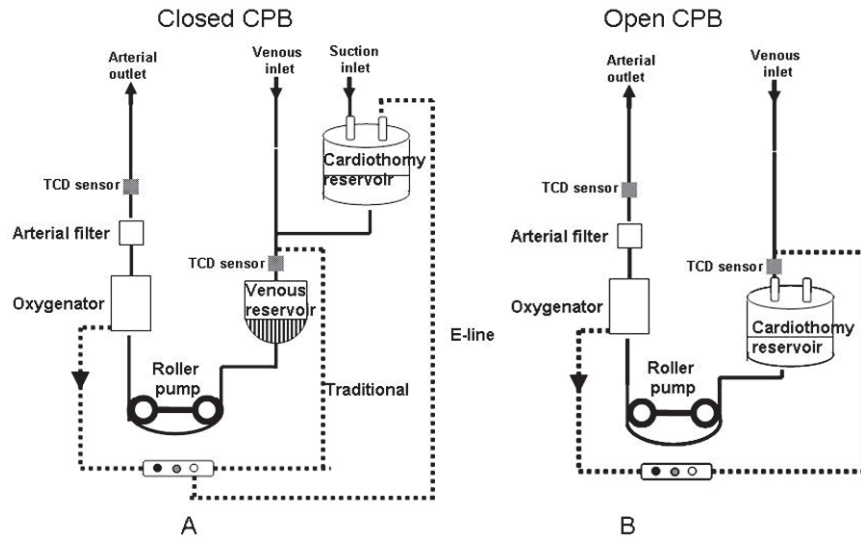 Closed CPB
Arterial
outlet
Venous
inlet
Suction
inlet
Cardiothomy
reservoir
TCD sensor
Arterial filter
TCD sensor
Oxygenator
Venous
reservoir
E-line
Roller
pump
Traditional
A
Open CPB
Arterial
outlet
Venous
inlet
TCD sensor
Arterial filter
TCD sensor
Oxygenator
Cardiothomy
reservoir
Roller
pump
B